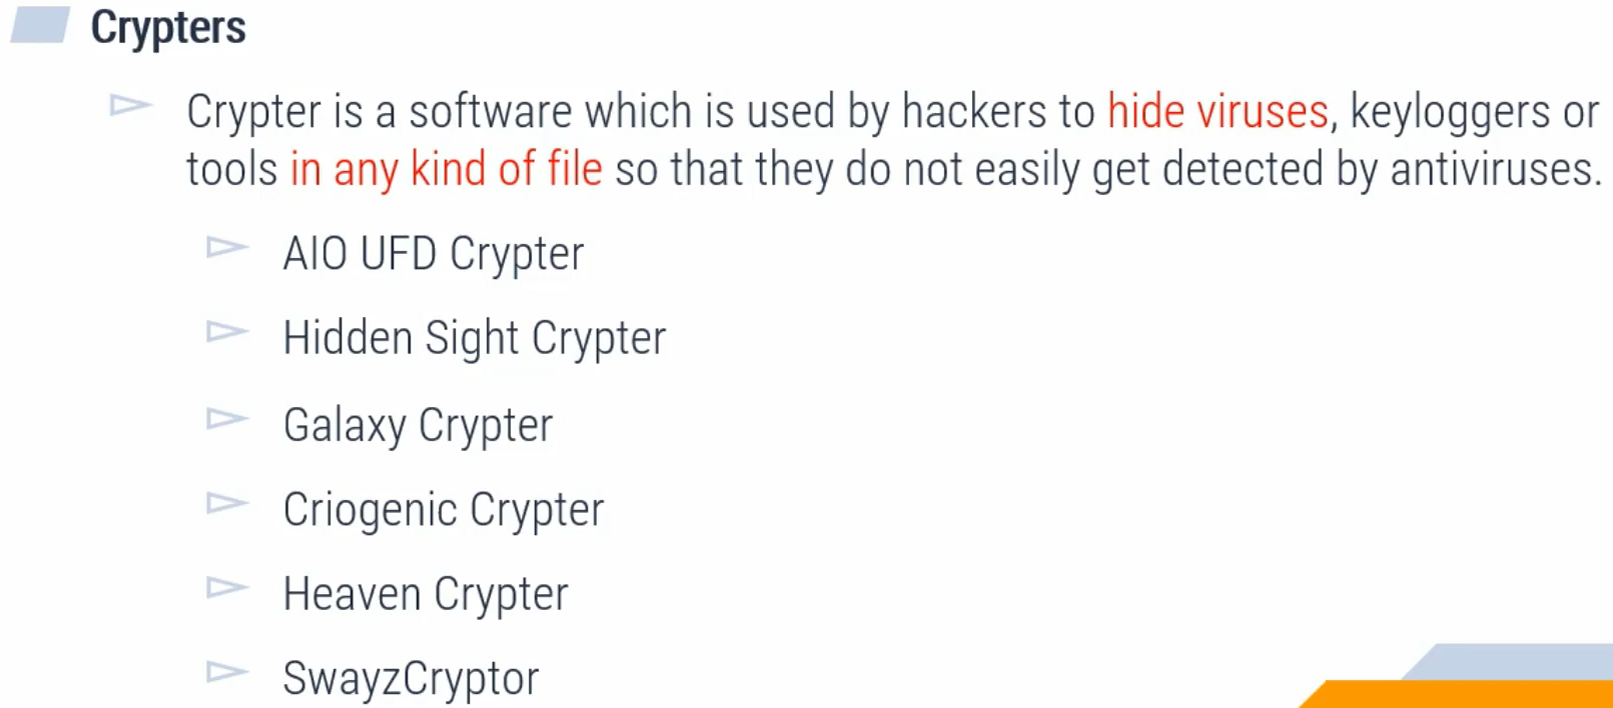 Crypters
Crypter is a software which is used by hackers to hide viruses, keyloggers or
tools in any kind of file so that they do not easily get detected by antiviruses.
AIO UFD Crypter
Hidden Sight Crypter
Galaxy Crypter
Criogenic Crypter
Heaven Crypter
SwayzCryptor